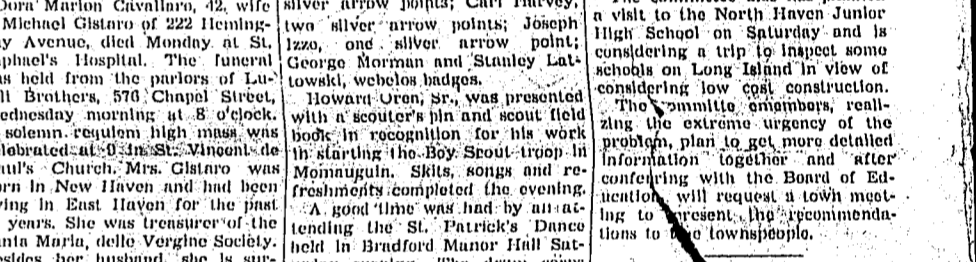 Dora Marion Cavallaro, 42, wife
Michael Gistaro of 222 Heming-
Avenue, died Monday at St.
phael's Hospital. The funeral
as held from the parlors of Lu-
Brothers, 576 Chapel Street,
ednesday morning at 8 o'clock.
solemn requiem high mass was
lebrated at 9 in St. Vincent de
aul's Church. Mrs. Gistaro was
orn in New Haven and had been
ving in East Haven for the past
years. She was treasurer of the
anta Maria, delle Vergine Society.
esides her husband, she is sur-
silver arrow points; Carl Harvey,
two silver arrow points; Joseph
Izzo, one silver arrow point;
George Morman and Stanley Lat-
towski, webelos badges.
Howard Oren, Sr., was presented
with a scouter's pin and scout field
book in recognition for his work
in starting the Boy Scout troop in
Momauguin. Skits, songs and re-
freshments completed the evening.
A good time was had by all at-
tending the St. Patrick's Dance
held in Bradford Manor Hall Sat-
a visit to the North Haven Junior
High School on Saturday and is
considering a trip to inspect some
schools on Long Island in view of
considering low cost construction.
The committe emembers, reali-
zing the extreme urgency of the
problem, plan to get more detailed
information together and after
conferring with the Board of Ed-
ucation will request a town meet-
ing to present the recommenda-
tions to the townspeople.